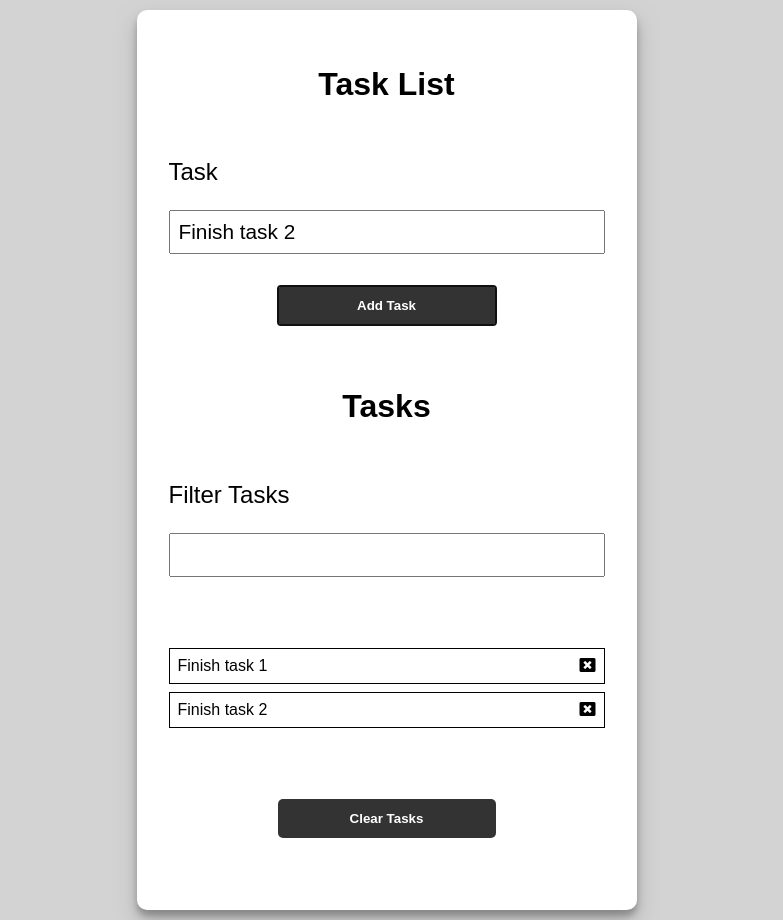 Task List
Task
Finish task 2
Add Task
Tasks
Filter Tasks
Finish task 1
Finish task 2
Clear Tasks